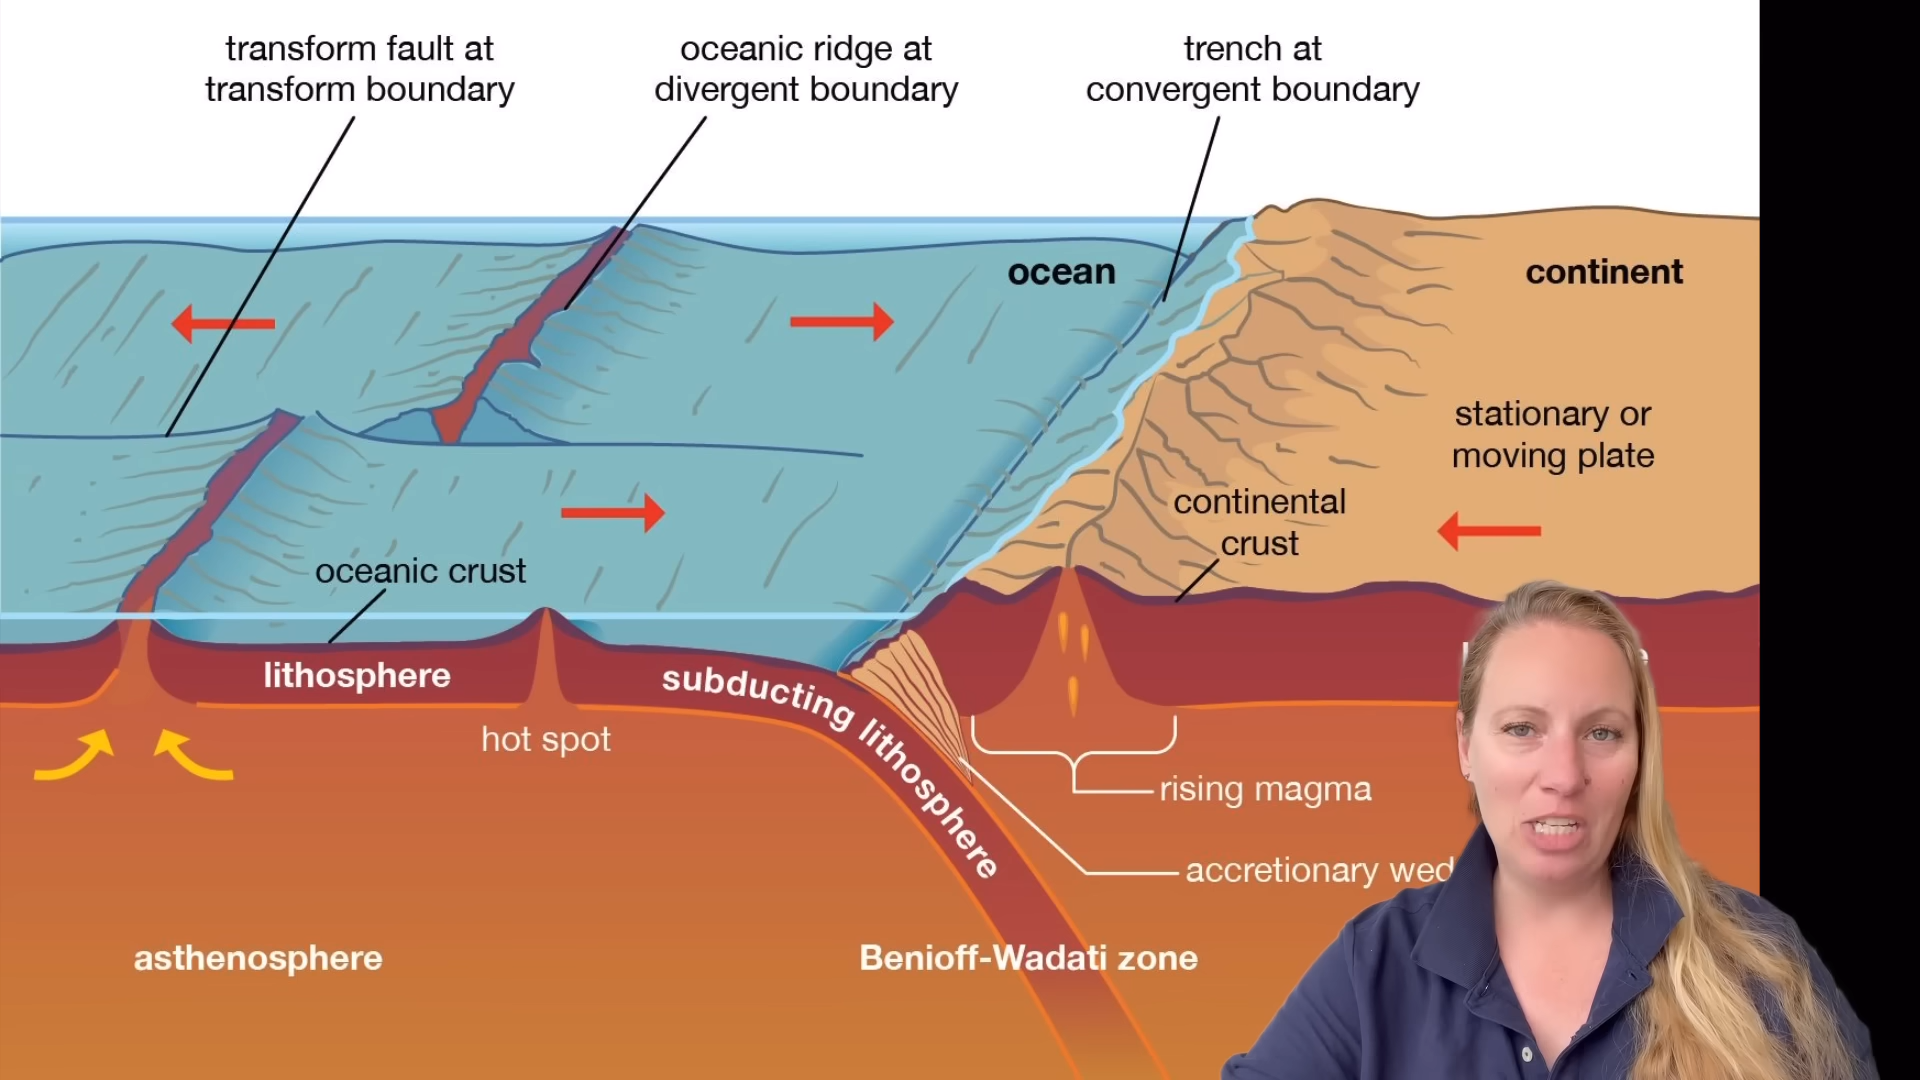 transform fault at
transform boundary
oceanic ridge at
divergent boundary
trench at
convergent boundary
ocean
continent
stationary or
moving plate
continental
crust
oceanic crust
lithosphere
subducting lithosphere
hot spot
rising magma
accretionary wed
asthenosphere
Benioff-Wadati zone